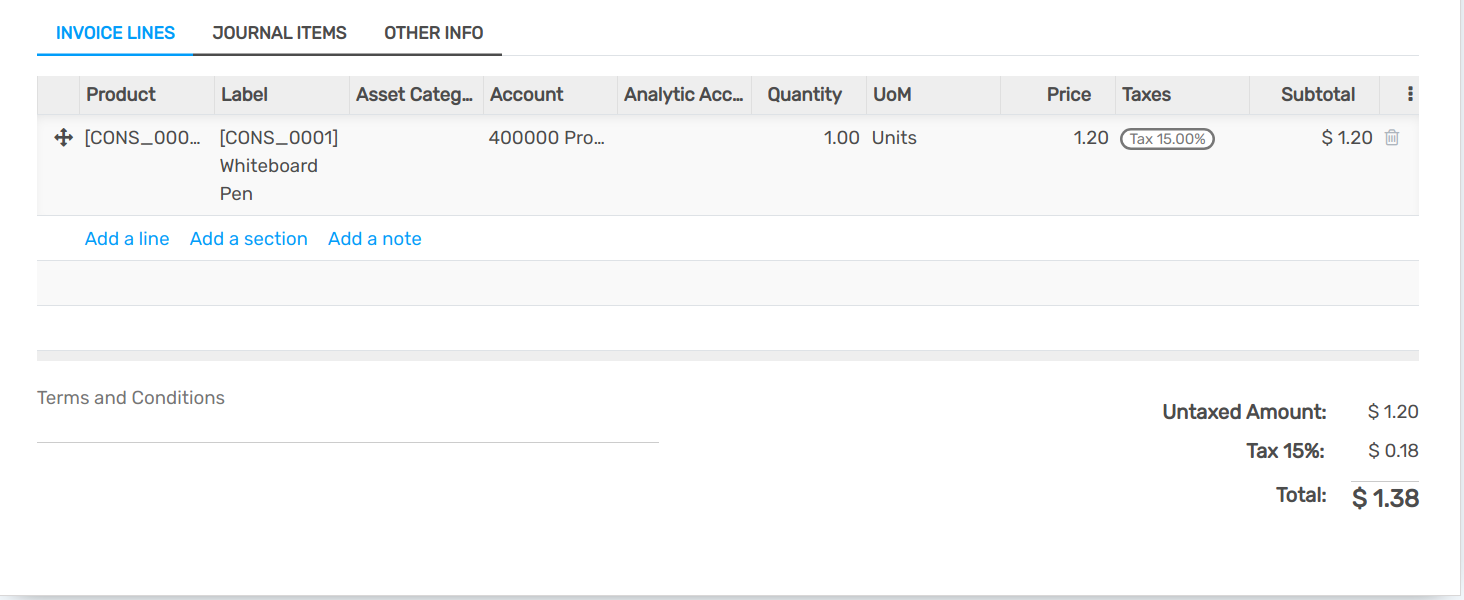 INVOICE LINES JOURNAL ITEMS OTHER INFO
Product Label Asset Categ... Account Analytic Acc... Quantity UoM Price Taxes Subtotal
[CONS_000... [CONS_0001] 400000 Pro... 1.00 Units 1.20 Tax 15.00% $ 1.20
Whiteboard
Pen
Add a line Add a section Add a note
Terms and Conditions
Untaxed Amount: $ 1.20
Tax 15%: $ 0.18
Total: $ 1.38